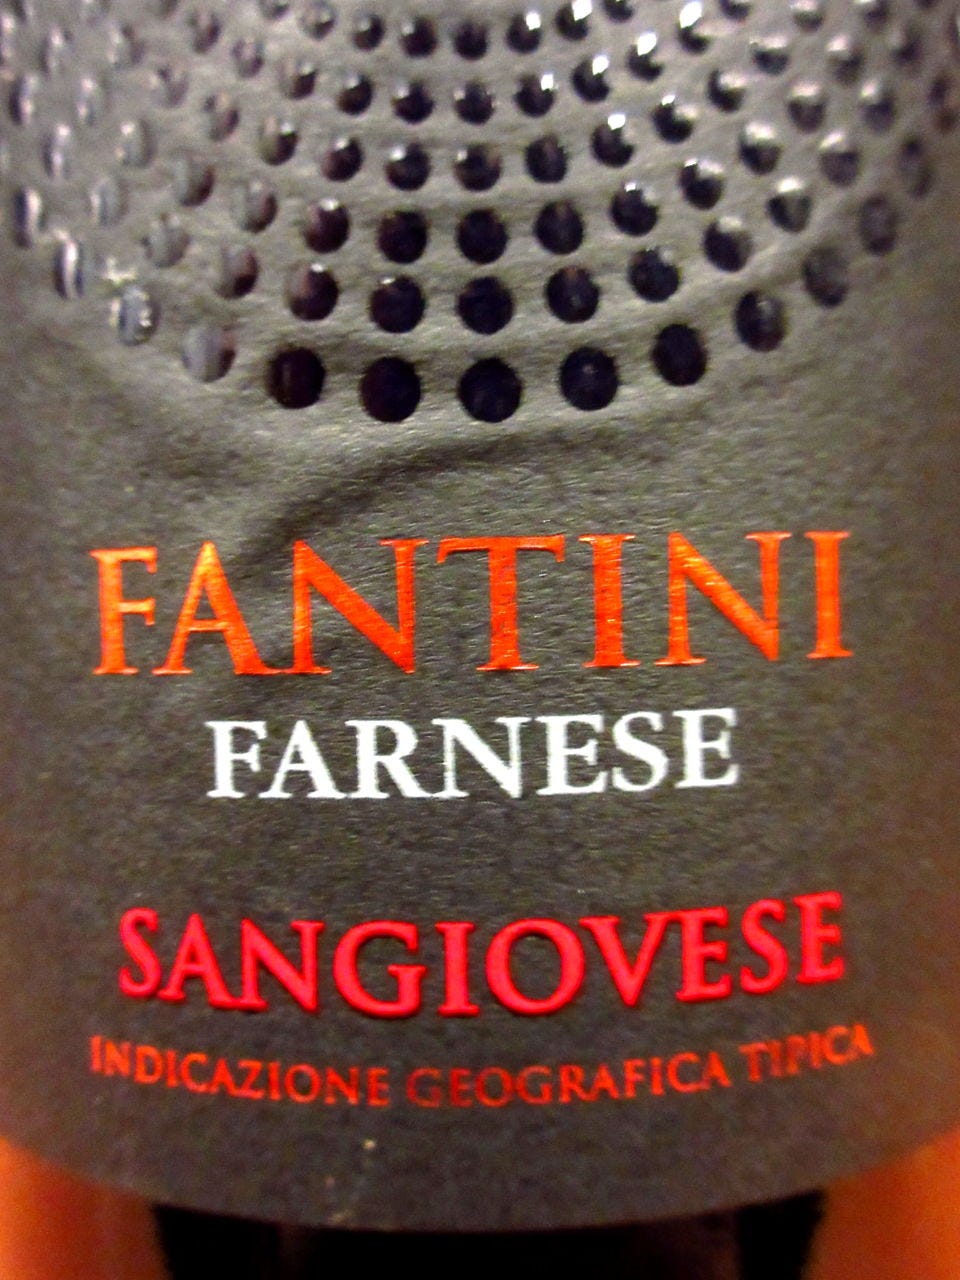 FANTINI
FARNESE
SANGIOVESE
INDICAZIONE GEOGRAFICA TIPICA